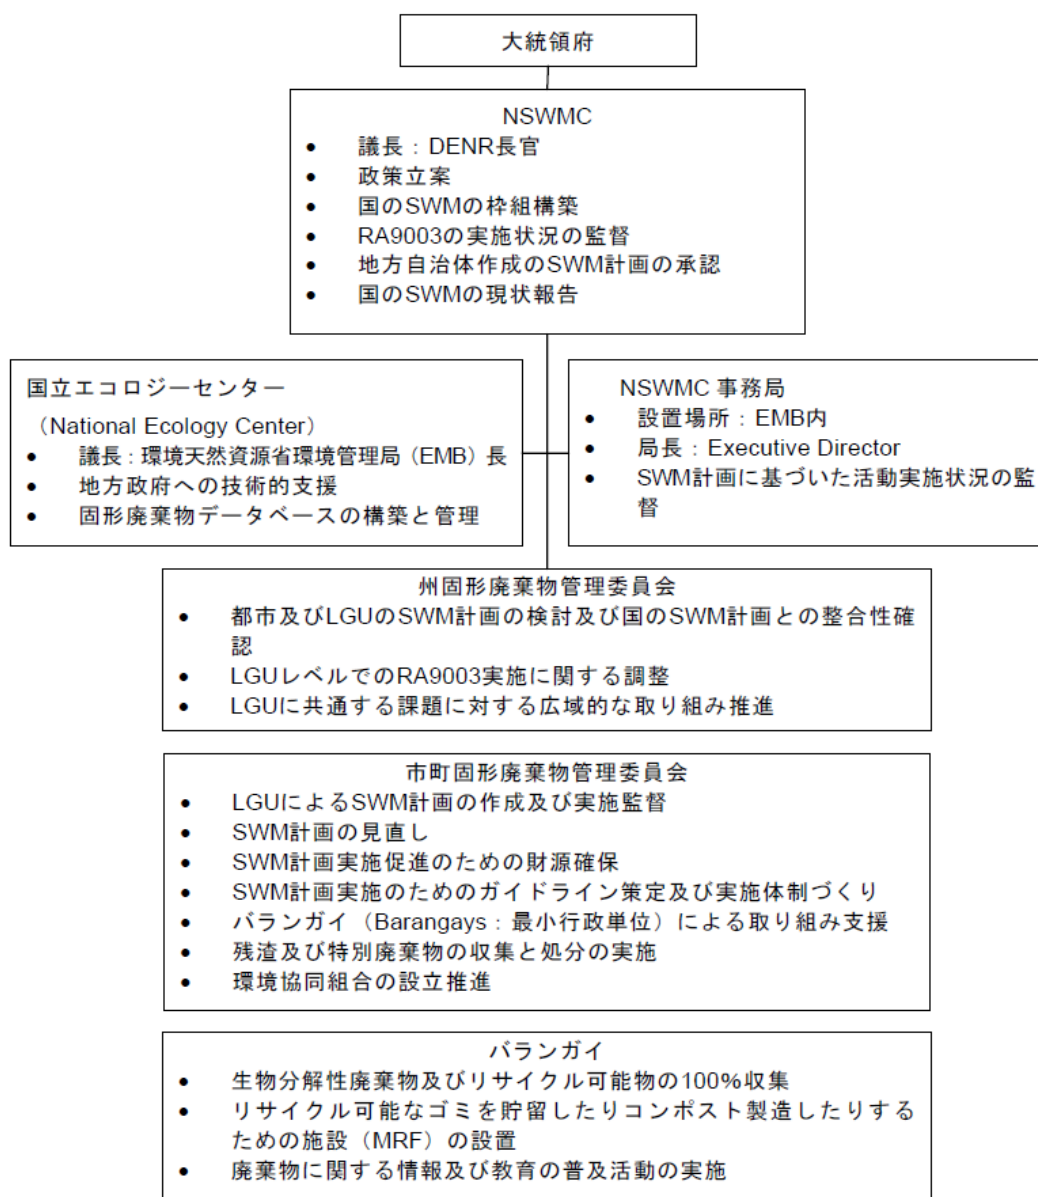 大統領府
NSWMC
• 議長：DENR長官
• 政策立案
• 国のSWMの枠組構築
• RA9003の実施状況の監督
• 地方自治体作成のSWM計画の承認
• 国のSWMの現状報告
国立エコロジーセンター
（National Ecology Center）
• 議長：環境天然資源省環境管理局（EMB）長
• 地方政府への技術的支援
• 固形廃棄物データベースの構築と管理
NSWMC 事務局
• 設置場所：EMB内
• 局長：Executive Director
• SWM計画に基づいた活動実施状況の監
督
州固形廃棄物管理委員会
• 都市及びLGUのSWM計画の検討及び国のSWM計画との整合性確
認
• LGUレベルでのRA9003実施に関する調整
• LGUに共通する課題に対する広域的な取り組み推進
市町固形廃棄物管理委員会
• LGUによるSWM計画の作成及び実施監督
• SWM計画の見直し
• SWM計画実施促進のための財源確保
• SWM計画実施のためのガイドライン策定及び実施体制づくり
• バランガイ（Barangays：最小行政単位）による取り組み支援
• 残渣及び特別廃棄物の収集と処分の実施
• 環境協同組合の設立推進
バランガイ
• 生物分解性廃棄物及びリサイクル可能物の100%収集
• リサイクル可能なゴミを貯留したりコンポスト製造したりする
ための施設（MRF）の設置
• 廃棄物に関する情報及び教育の普及活動の実施